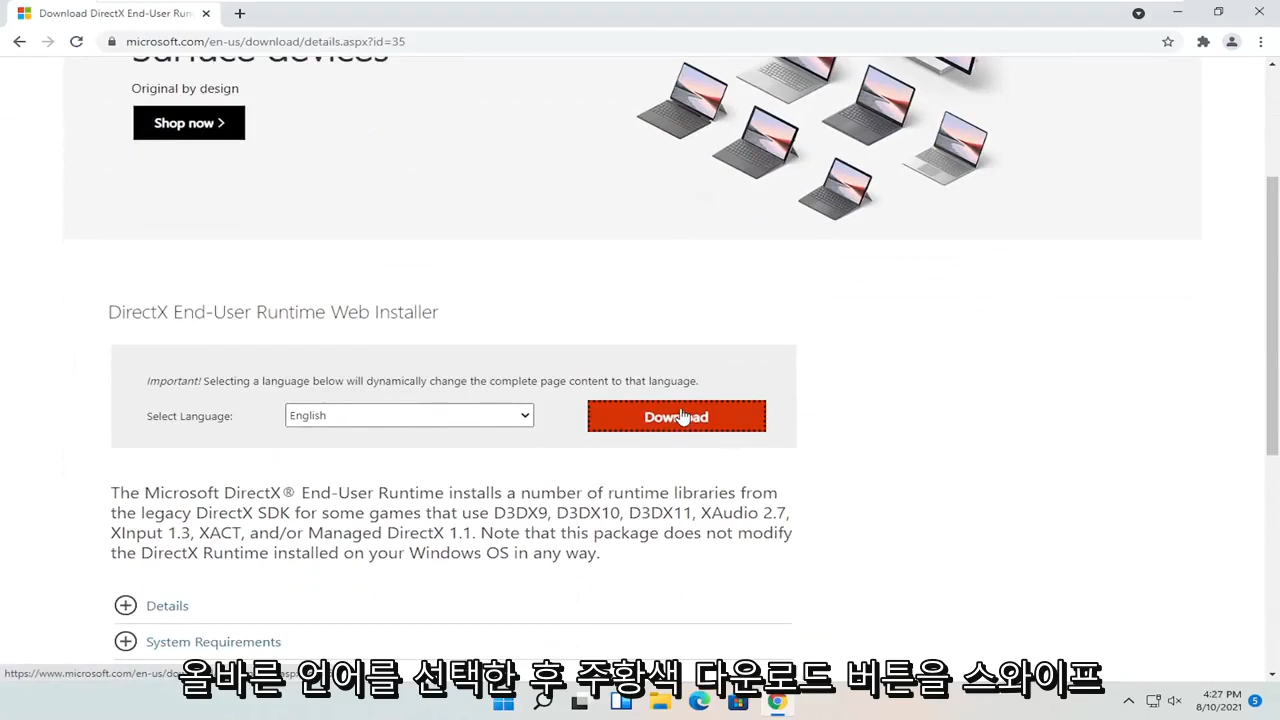 Download DirectX End-User Run
microsoft.com/en-us/download/details.aspx?id=35
Surface devices
Original by design
Shop now >
DirectX End-User Runtime Web Installer
Important! Selecting a language below will dynamically change the complete page content to that language.
Select Language:
English
Download
The Microsoft DirectX® End-User Runtime installs a number of runtime libraries from
the legacy DirectX SDK for some games that use D3DX9, D3DX10, D3DX11, XAudio 2.7,
XInput 1.3, XACT, and/or Managed DirectX 1.1. Note that this package does not modify
the DirectX Runtime installed on your Windows OS in any way.
Details
System Requirements
https://www.microsoft.com/en-us/do
올바른 언어를 선택한 후 주황색 다운로드 버튼을 스와이프
4:27 PM
8/10/2021
5